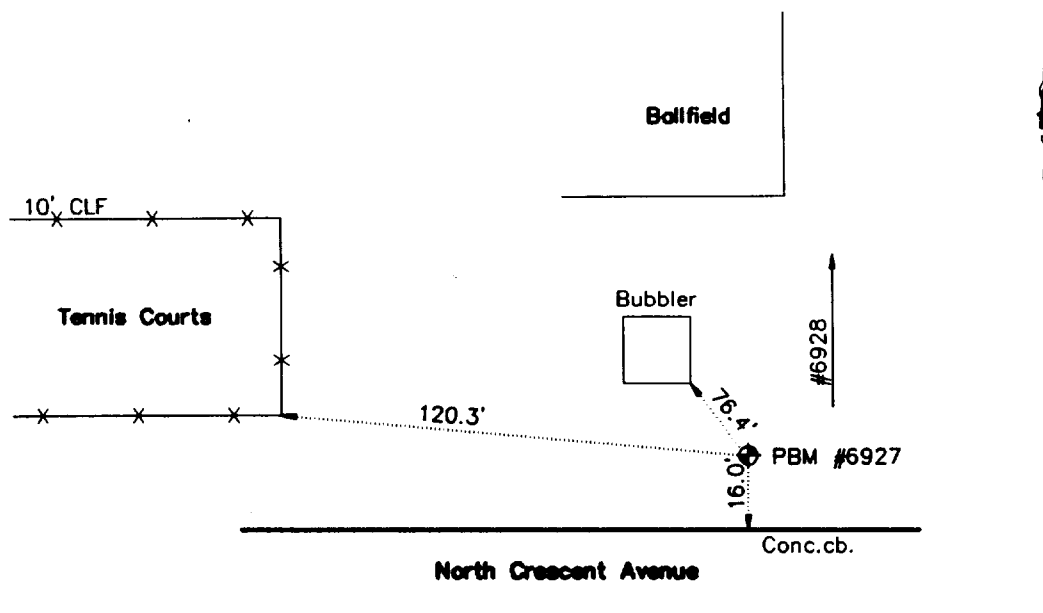 Ballfield
10' CLF
Tennis Courts
Bubbler
#6928
76.4'
120.3'
PBM #6927
16.0'
Conc.cb.
North Crescent Avenue